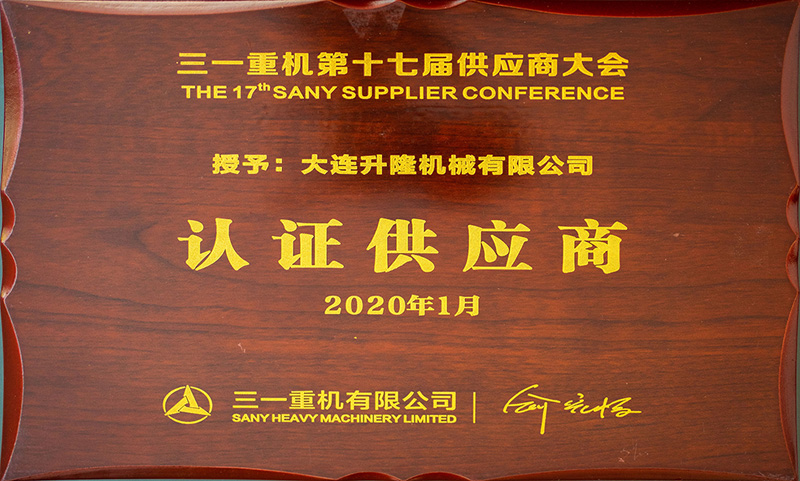 三一重机第十七届供应商大会
THE 17th SANY SUPPLIER CONFERENCE
授予：大连升隆机械有限公司
认证供应商
2020年1月
三一重机有限公司
SANY HEAVY MACHINERY LIMITED